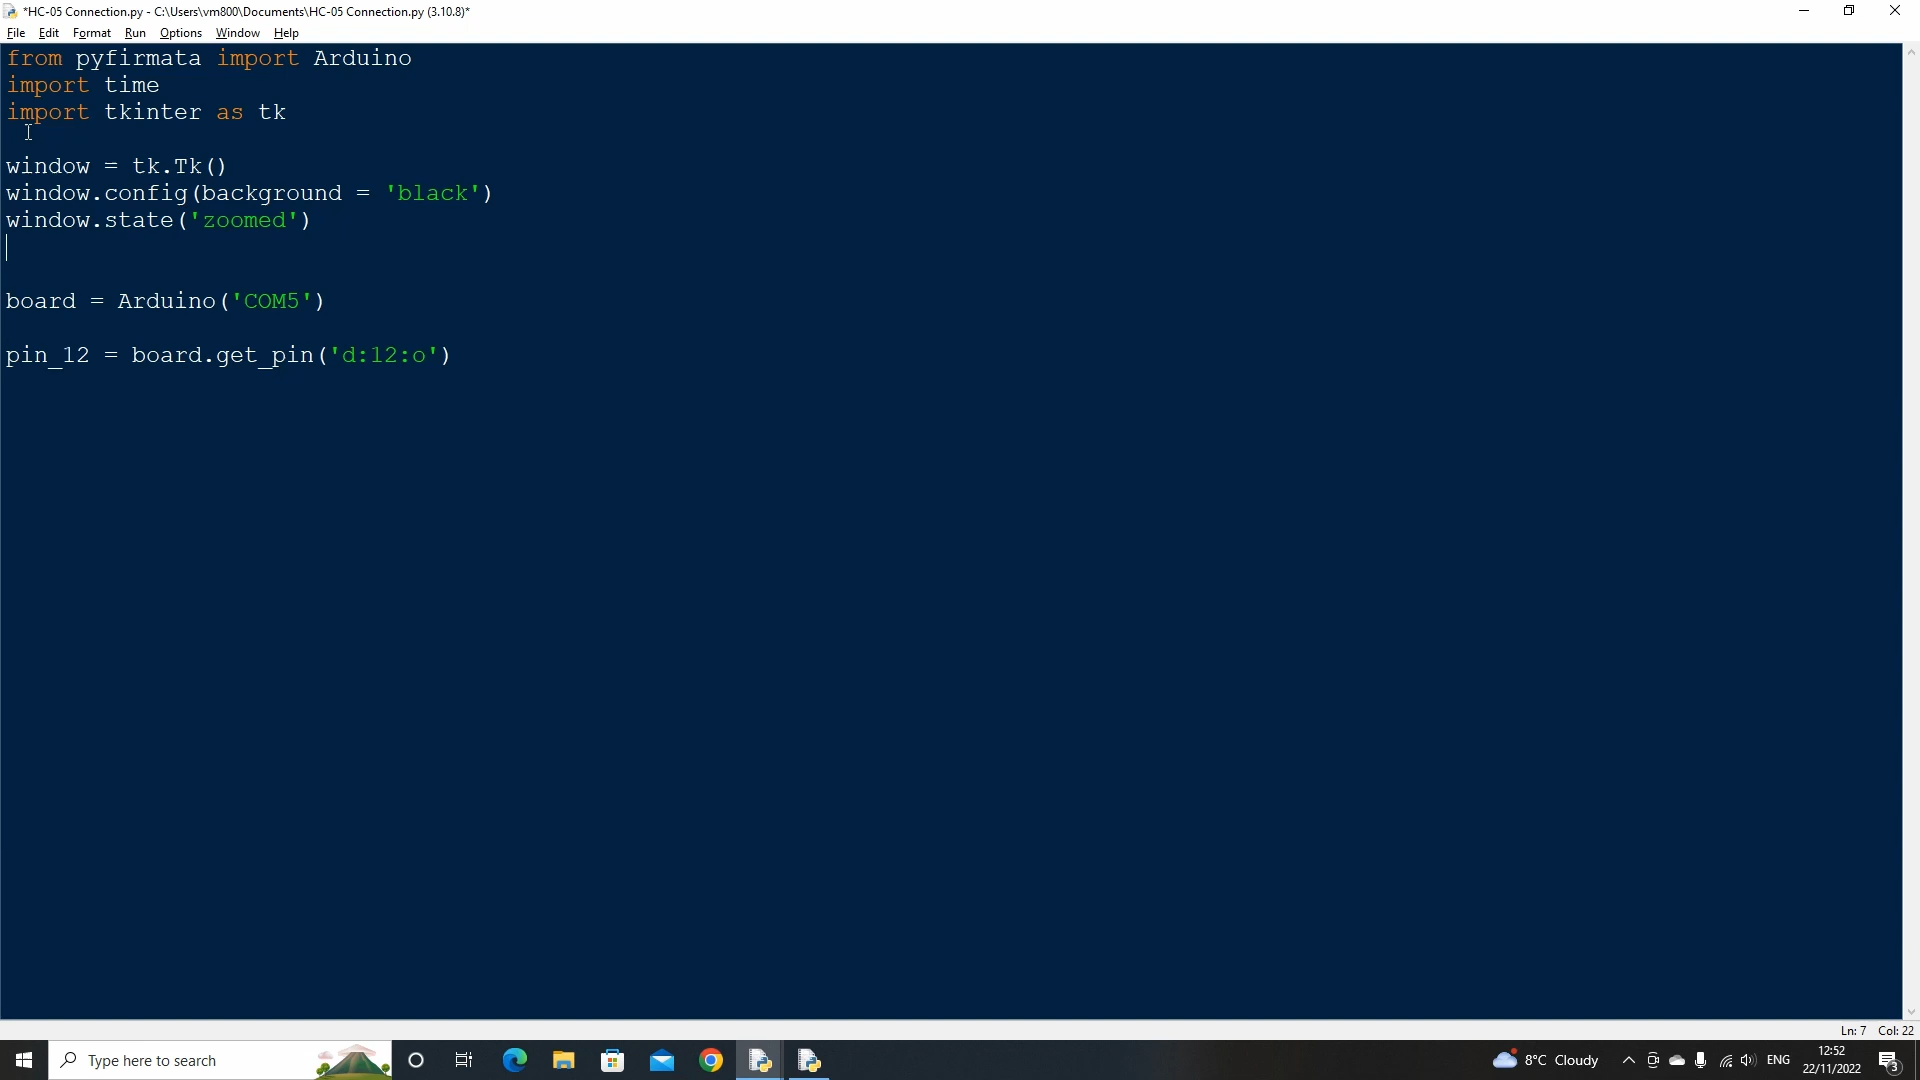 *HC-05 Connection.py - C:\Users\vm800\Documents\HC-05 Connection.py (3.10.8)*
File Edit Format Run Options Window Help
from pyfirmata import Arduino
import time
import tkinter as tk
window = tk.Tk()
window.config(background = 'black')
window.state('zoomed')
board = Arduino('COM5')
pin_12 = board.get_pin('d:12:o')
Ln: 7 Col: 22
Type here to search
8°C Cloudy
ENG
12:52
22/11/2022
3